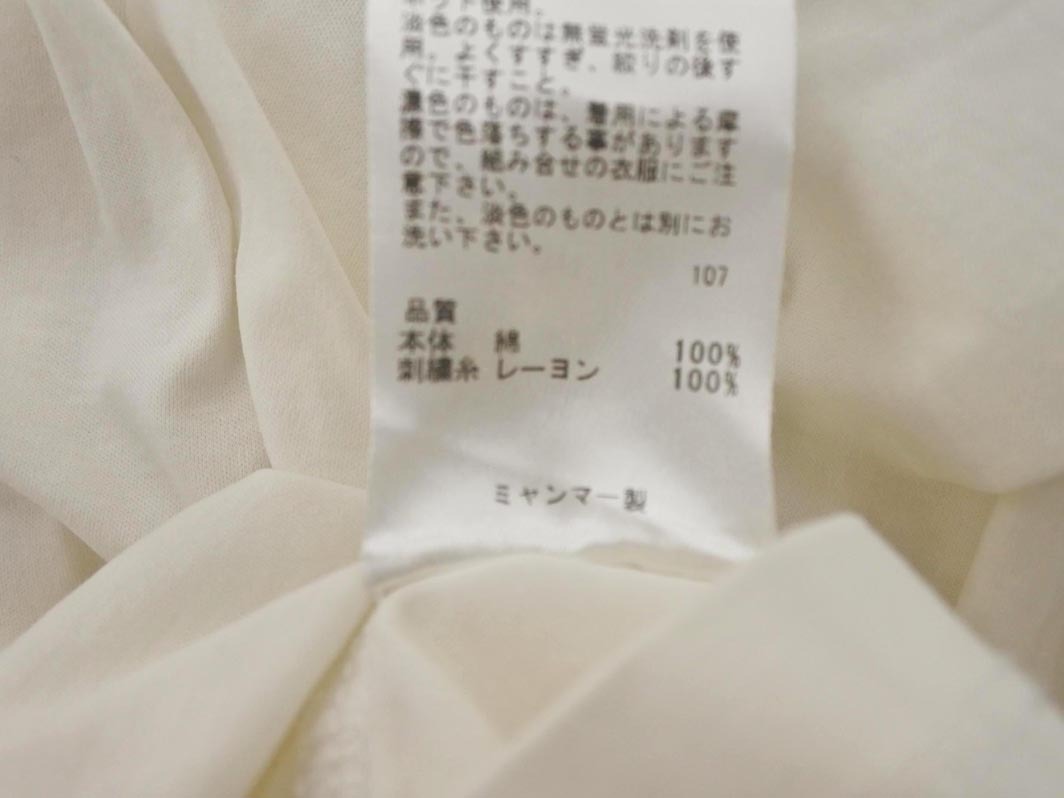 ネット使用。
淡色のものは無蛍光洗剤を使
用、よくすすぎ、絞りの後す
ぐに干すこと。
濃色のものは、着用による摩
擦で色落ちする事があります
ので、組み合せの衣服にご注
意下さい。
また、淡色のものとは別にお
洗い下さい。
107
品質
本体 綿 100%
刺繍糸 レーヨン 100%
ミャンマー製